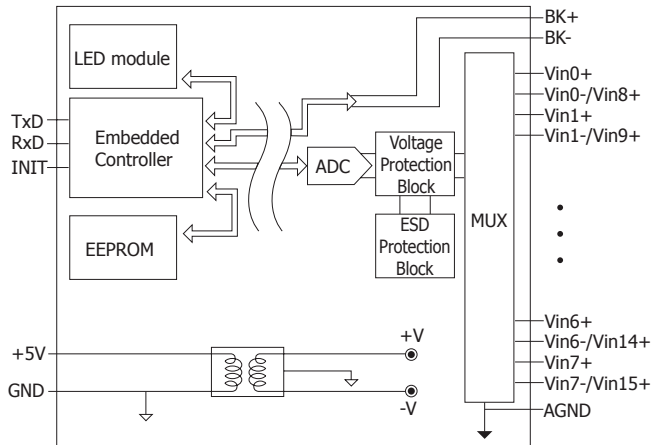 BK+
BK-
LED module
Vin0+
Vin0-/Vin8+
Vin1+
Vin1-/Vin9+
TxD
RxD
INIT
Embedded
Controller
ADC
Voltage
Protection
Block
MUX
EEPROM
ESD
Protection
Block
Vin6+
Vin6-/Vin14+
Vin7+
Vin7-/Vin15+
AGND
+5V
GND
+V
-V